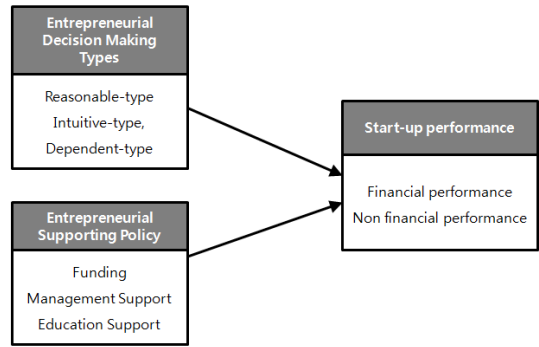 Entrepreneurial
Decision Making
Types
Reasonable-type
Intuitive-type,
Dependent-type
Entrepreneurial
Supporting Policy
Funding
Management Support
Education Support
Start-up performance
Financial performance
Non financial performance